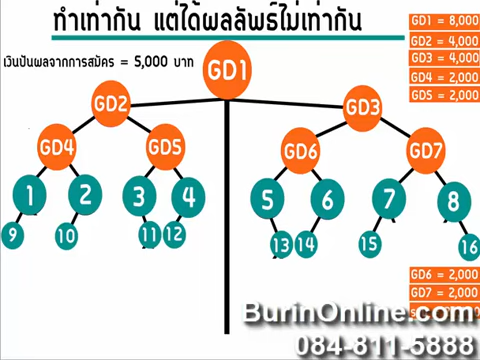 ทำเท่ากัน แต่ได้ผลลัพธ์ไม่เท่ากัน
เงินปันผลจากการสมัคร = 5,000 บาท
GD1 = 8,000
GD2 = 4,000
GD3 = 4,000
GD4 = 2,000
GD5 = 2,000
GD1
GD2
GD3
GD4
GD5
GD6
GD7
1
2
3
4
5
6
7
8
9
10
11
12
13
14
15
16
GD6 = 2,000
GD7 = 2,000
BurinOnline.com
084-811-5888